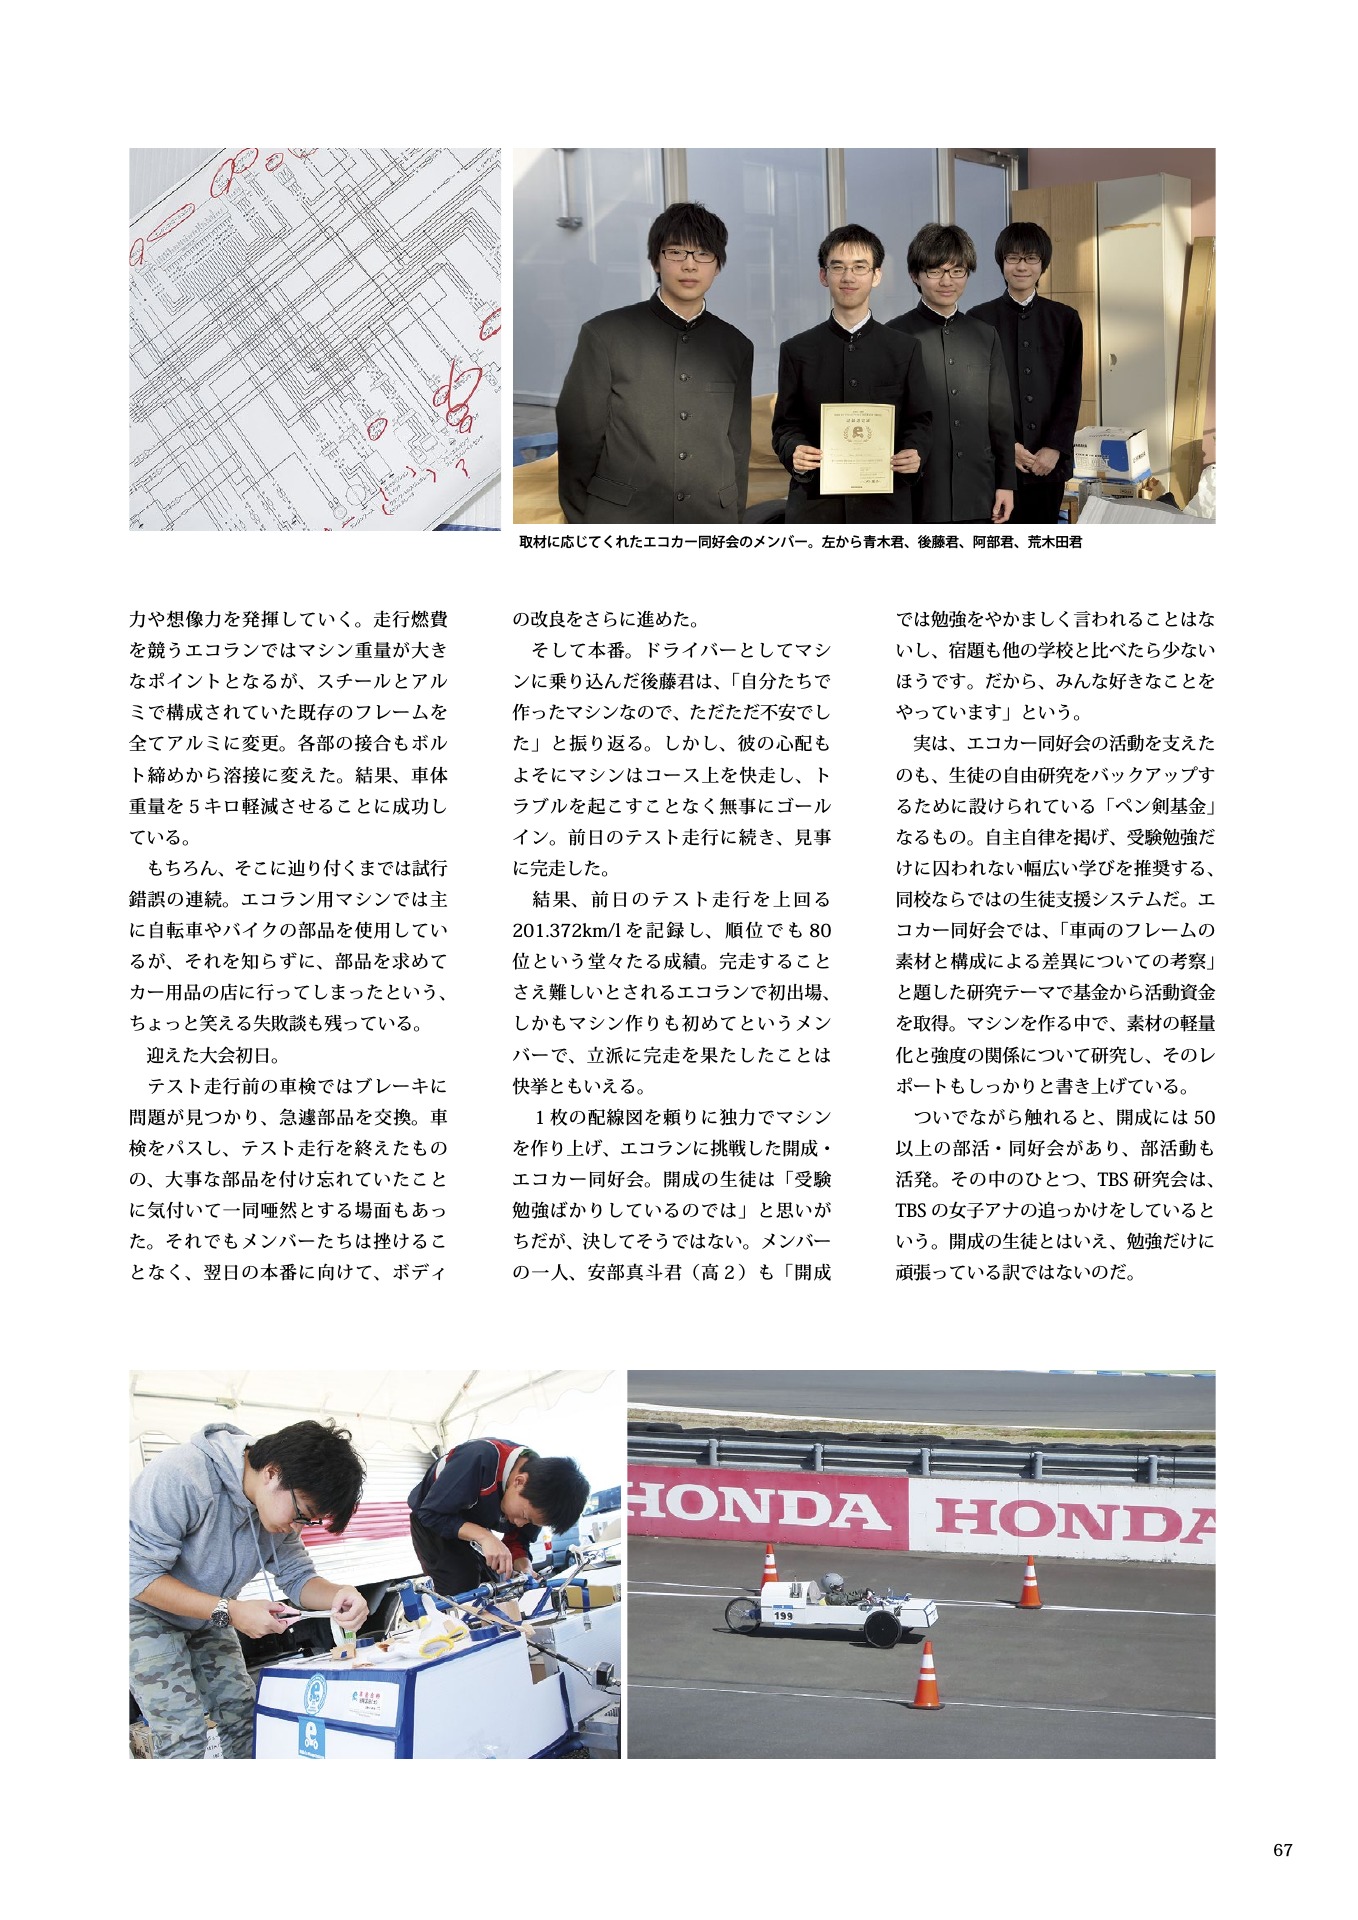 取材に応じてくれたエコカー同好会のメンバー。左から青木君、後藤君、阿部君、荒木田君
力や想像力を発揮していく。走行燃費
を競うエコランではマシン重量が大き
なポイントとなるが、スチールとアル
ミで構成されていた既存のフレームを
全てアルミに変更。各部の接合もボル
ト締めから溶接に変えた。結果、車体
重量を5キロ軽減させることに成功し
ている。
もちろん、そこに辿り付くまでは試行
錯誤の連続。エコラン用マシンでは主
に自転車やバイクの部品を使用してい
るが、それを知らずに、部品を求めて
カー用品の店に行ってしまったという、
ちょっと笑える失敗談も残っている。
迎えた大会初日。
テスト走行前の車検ではブレーキに
問題が見つかり、急遽部品を交換。車
検をパスし、テスト走行を終えたもの
の、大事な部品を付け忘れていたこと
に気付いて一同唖然とする場面もあっ
た。それでもメンバーたちは挫けるこ
となく、翌日の本番に向けて、ボディ
の改良をさらに進めた。
そして本番。ドライバーとしてマシ
ンに乗り込んだ後藤君は、「自分たちで
作ったマシンなので、ただただ不安でし
た」と振り返る。しかし、彼の心配も
よそにマシンはコース上を快走し、ト
ラブルを起こすことなく無事にゴール
イン。前日のテスト走行に続き、見事
に完走した。
結果、前日のテスト走行を上回る
201.372km/lを記録し、順位でも80
位という堂々たる成績。完走すること
さえ難しいとされるエコランで初出場、
しかもマシン作りも初めてというメン
バーで、立派に完走を果たしたことは
快挙ともいえる。
1枚の配線図を頼りに独力でマシン
を作り上げ、エコランに挑戦した開成・
エコカー同好会。開成の生徒は「受験
勉強ばかりしているのでは」と思いが
ちだが、決してそうではない。メンバー
の一人、安部真斗君（高2）も「開成
では勉強をやかましく言われることはな
いし、宿題も他の学校と比べたら少ない
ほうです。だから、みんな好きなことを
やっています」という。
実は、エコカー同好会の活動を支えた
のも、生徒の自由研究をバックアップす
るために設けられている「ペン剣基金」
なるもの。自主自律を掲げ、受験勉強だ
けに囚われない幅広い学びを推奨する、
同校ならではの生徒支援システムだ。エ
コカー同好会では、「車両のフレームの
素材と構成による差異についての考察」
と題した研究テーマで基金から活動資金
を取得。マシンを作る中で、素材の軽量
化と強度の関係について研究し、そのレ
ポートもしっかりと書き上げている。
ついでながら触れると、開成には50
以上の部活・同好会があり、部活動も
活発。その中のひとつ、TBS研究会は、
TBSの女子アナの追っかけをしていると
いう。開成の生徒とはいえ、勉強だけに
頑張っている訳ではないのだ。
HONDA HONDA
199
67